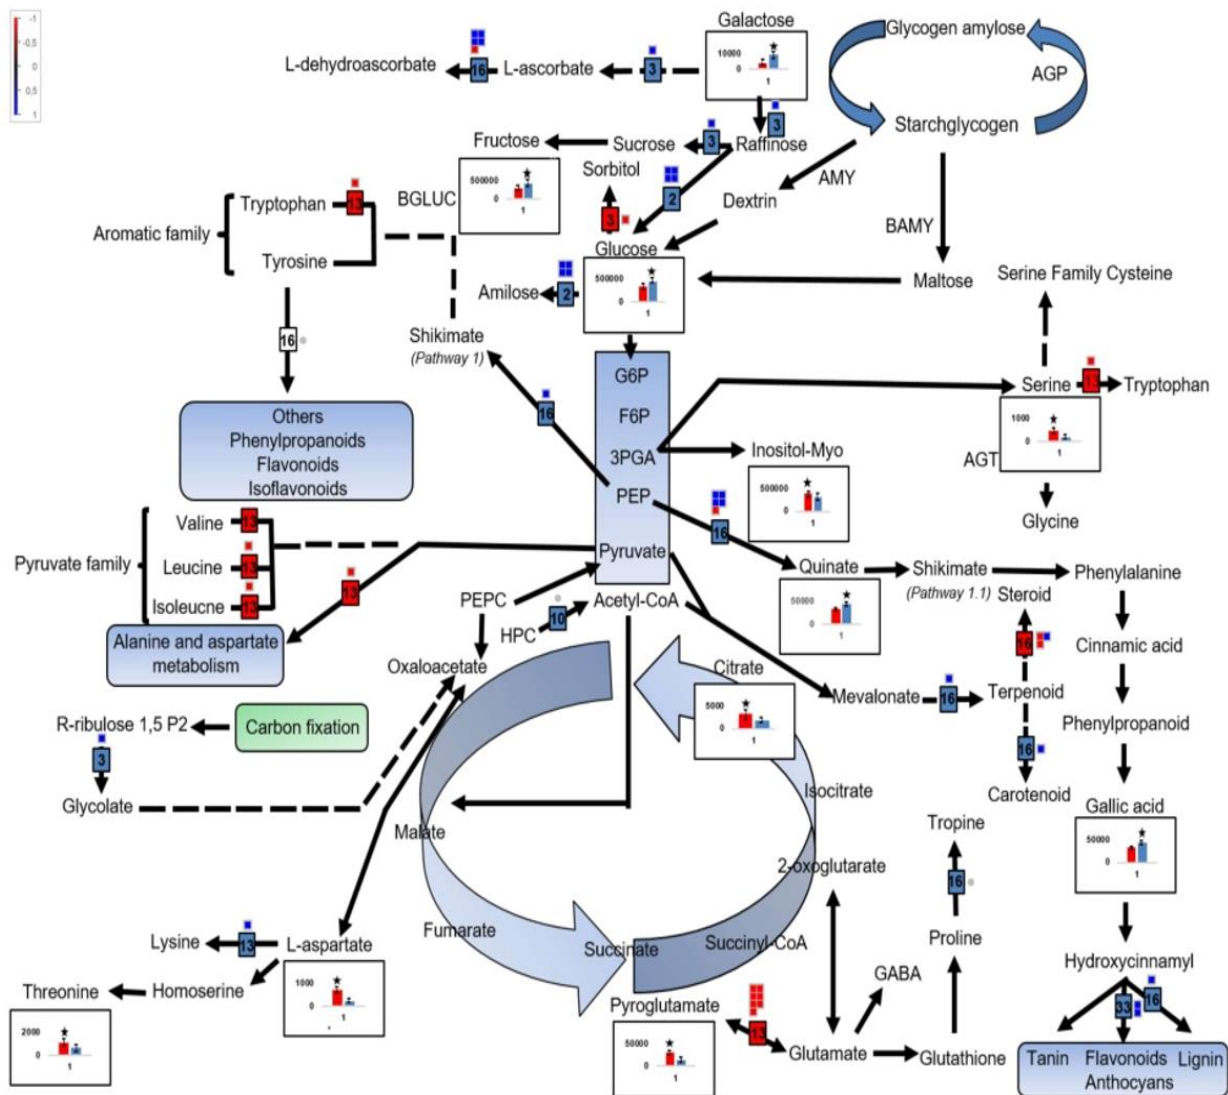 -1
-0,5
0
0,5
1
Galactose
10000
0
1
Glycogen amylose
AGP
L-dehydroascorbate
16
L-ascorbate
3
3
Starchglycogen
Fructose
Sucrose
3
Raffinose
500000
0
1
Sorbitol
2
AMY
Dextrin
BGLUC
Tryptophan
13
3
Aromatic family
BAMY
Tyrosine
Glucose
500000
0
1
Amilose
2
Maltose
Serine Family Cysteine
16
Shikimate
(Pathway 1)
G6P
F6P
3PGA
PEP
Pyruvate
16
Serine
13
Tryptophan
1000
0
1
AGT
Glycine
Others
Phenylpropanoids
Flavonoids
Isoflavonoids
Inositol-Myo
500000
0
1
16
Valine
13
Pyruvate family
Leucine
13
Isoleucne
13
13
Quinate
50000
0
1
Shikimate
(Pathway 1.1)
Phenylalanine
Steroid
PEPC
Acetyl-CoA
10
HPC
Alanine and aspartate
metabolism
Oxaloacetate
Citrate
5000
0
1
16
Cinnamic acid
Mevalonate
16
Terpenoid
R-ribulose 1,5 P2
Carbon fixation
Phenylpropanoid
3
16
Glycolate
Isocitrate
Carotenoid
Gallic acid
50000
0
1
Malate
Tropine
2-oxoglutarate
16
Fumarate
Lysine
13
L-aspartate
1000
0
1
Succinate
Succinyl-CoA
Proline
Hydroxycinnamyl
Threonine
2000
0
1
Homoserine
GABA
Pyroglutamate
50000
0
1
13
33
16
Glutamate
Glutathione
Tanin
Flavonoids
Anthocyans
Lignin